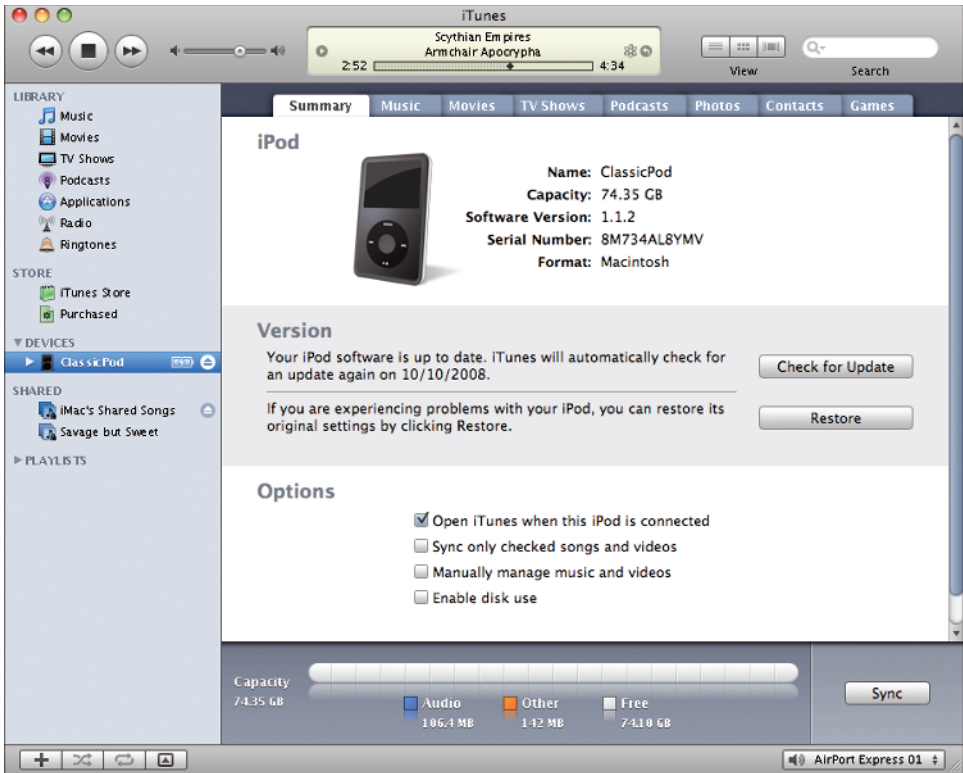 iTunes
Scythian Empires
Armchair Apocrypha
2:52 4:34
View
Search
LIBRARY
Music
Movies
TV Shows
Podcasts
Applications
Radio
Ringtones
STORE
iTunes Store
Purchased
DEVICES
ClassicPod
SHARED
iMac's Shared Songs
Savage but Sweet
PLAYLISTS
Summary Music Movies TV Shows Podcasts Photos Contacts Games
iPod
Name: ClassicPod
Capacity: 74.35 GB
Software Version: 1.1.2
Serial Number: 8M734AL8YMV
Format: Macintosh
Version
Your iPod software is up to date. iTunes will automatically check for
an update again on 10/10/2008.
Check for Update
If you are experiencing problems with your iPod, you can restore its
original settings by clicking Restore.
Restore
Options
Open iTunes when this iPod is connected
Sync only checked songs and videos
Manually manage music and videos
Enable disk use
Capacity
74.35 GB
Audio
106.4 MB
Other
142 MB
Free
74.10 GB
Sync
AirPort Express 01